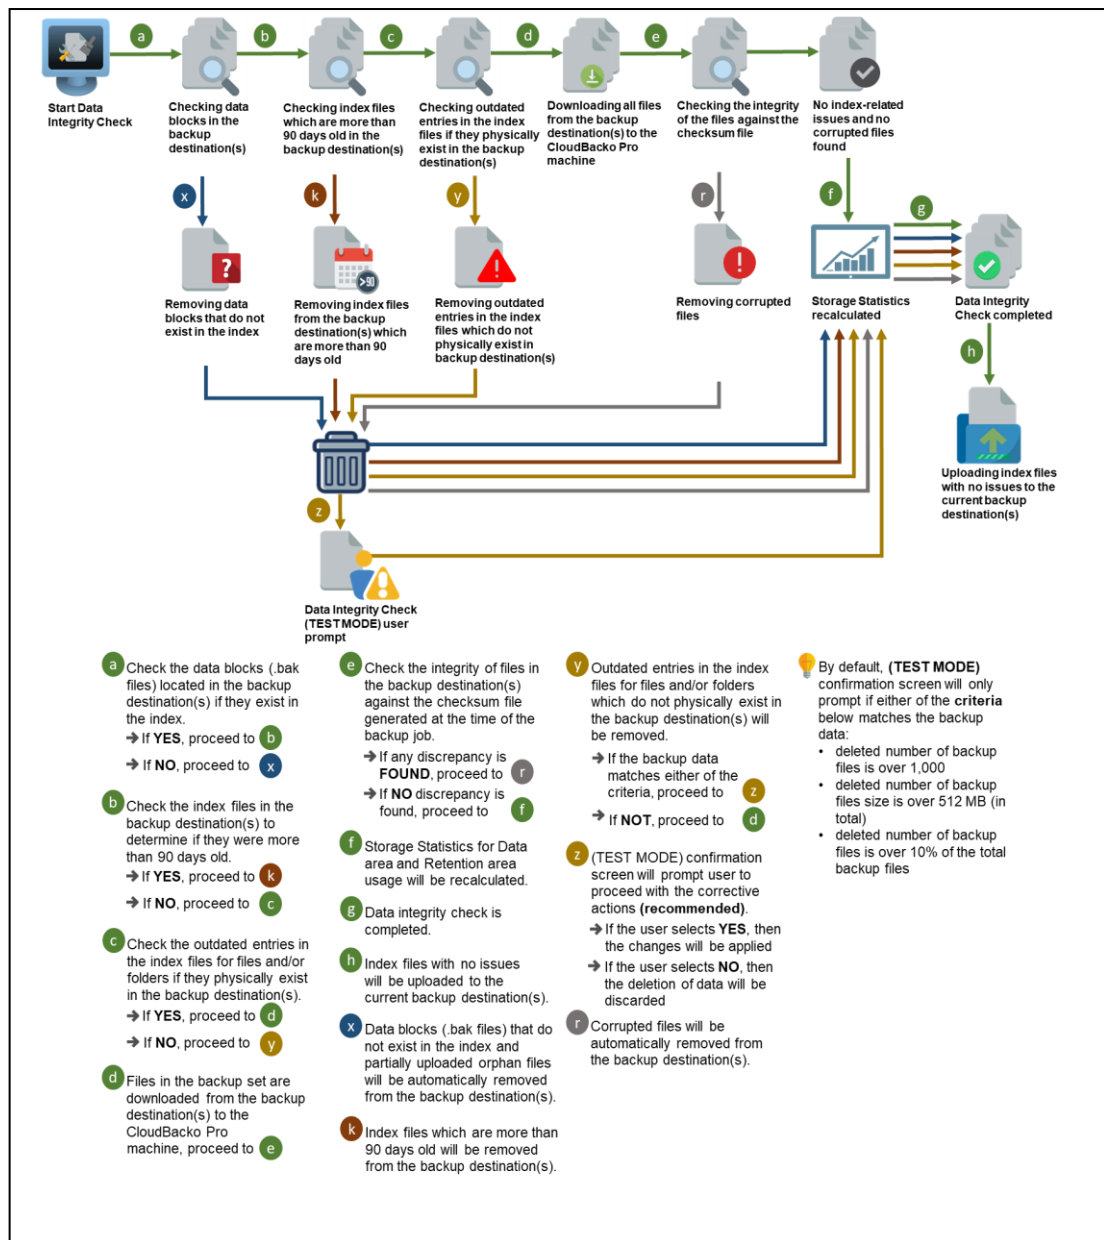 a
b
c
d
e
Start Data
Integrity Check
Checking data
blocks in the
backup
destination(s)
Checking index files
which are more than
90 days old in the
backup destination(s)
Checking outdated
entries in the index
files if they physically
exist in the backup
destination(s)
Downloading all files
from the backup
destination(s) to the
CloudBacko Pro
machine
Checking the integrity
of the files against the
checksum file
No index-related
issues and no
corrupted files
found
x
k
y
r
f
g
?
>90
!
!
Removing data
blocks that do not
exist in the index
Removing index files
from the backup
destination(s) which
are more than 90
days old
Removing outdated
entries in the index
files which do not
physically exist in
backup destination(s)
Removing corrupted
files
Storage Statistics
recalculated
Data Integrity
Check completed
h
Uploading index files
with no issues to the
current backup
destination(s)
z
!
Data Integrity Check
(TEST MODE) user
prompt
a Check the data blocks (.bak
files) located in the backup
destination(s) if they exist in
the index.
➔ If YES, proceed to b
➔ If NO, proceed to x
b Check the index files in the
backup destination(s) to
determine if they were more
than 90 days old.
➔ If YES, proceed to k
➔ If NO, proceed to c
c Check the outdated entries in
the index files for files and/or
folders if they physically exist
in the backup destination(s).
➔ If YES, proceed to d
➔ If NO, proceed to y
d Files in the backup set are
downloaded from the backup
destination(s) to the
CloudBacko Pro
machine, proceed to e
e Check the integrity of files in
the backup destination(s)
against the checksum file
generated at the time of the
backup job.
➔ If any discrepancy is
FOUND, proceed to r
➔ If NO discrepancy is
found, proceed to f
f Storage Statistics for Data
area and Retention area
usage will be recalculated.
g Data integrity check is
completed.
h Index files with no issues
will be uploaded to the
current backup destination(s).
x Data blocks (.bak files) that do
not exist in the index and
partially uploaded orphan files
will be automatically removed
from the backup destination(s).
k Index files which are more than
90 days old will be removed
from the backup destination(s).
y Outdated entries in the index
files for files and/or folders
which do not physically exist in
the backup destination(s) will
be removed.
➔ If the backup data
matches either of the
criteria, proceed to z
➔ If NOT, proceed to d
z (TEST MODE) confirmation
screen will prompt user to
proceed with the corrective
actions (recommended).
➔ If the user selects YES, then
the changes will be applied
➔ If the user selects NO, then
the deletion of data will be
discarded
r Corrupted files will be
automatically removed from
the backup destination(s).
By default, (TEST MODE)
confirmation screen will only
prompt if either of the criteria
below matches the backup
data:
• deleted number of backup
files is over 1,000
• deleted number of backup
files size is over 512 MB (in
total)
• deleted number of backup
files is over 10% of the total
backup files